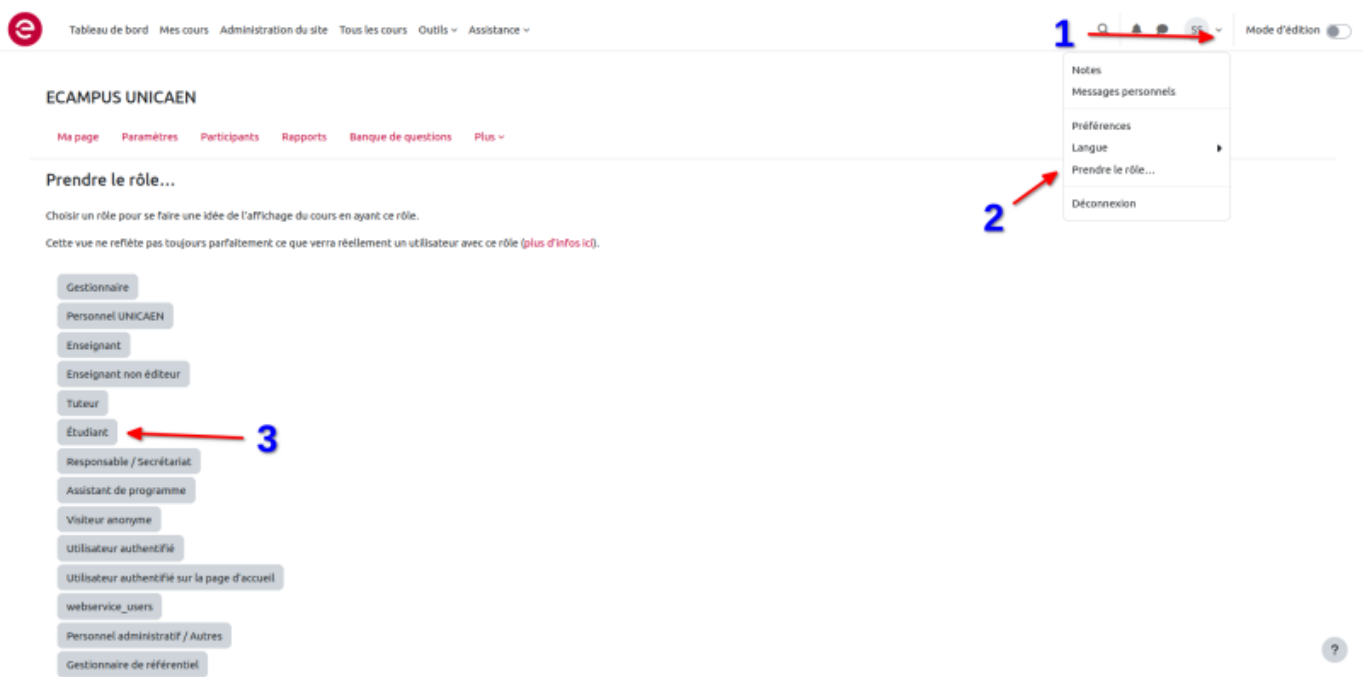 e Tableau de bord Mes cours Administration du site Tous les cours Outils Assistance 1 SS Mode d'édition
Notes
Messages personnels
Préférences
Langue
Prendre le rôle...
2
Déconnexion
ECAMPUS UNICAEN
Ma page Paramètres Participants Rapports Banque de questions Plus
Prendre le rôle...
Choisir un rôle pour se faire une idée de l'affichage du cours en ayant ce rôle.
Cette vue ne reflète pas toujours parfaitement ce que verra réellement un utilisateur avec ce rôle (plus d'infos ici).
Gestionnaire
Personnel UNICAEN
Enseignant
Enseignant non éditeur
Tuteur
Étudiant 3
Responsable / Secrétariat
Assistant de programme
Visiteur anonyme
Utilisateur authentifié
Utilisateur authentifié sur la page d'accueil
webservice_users
Personnel administratif / Autres
Gestionnaire de référentiel
?